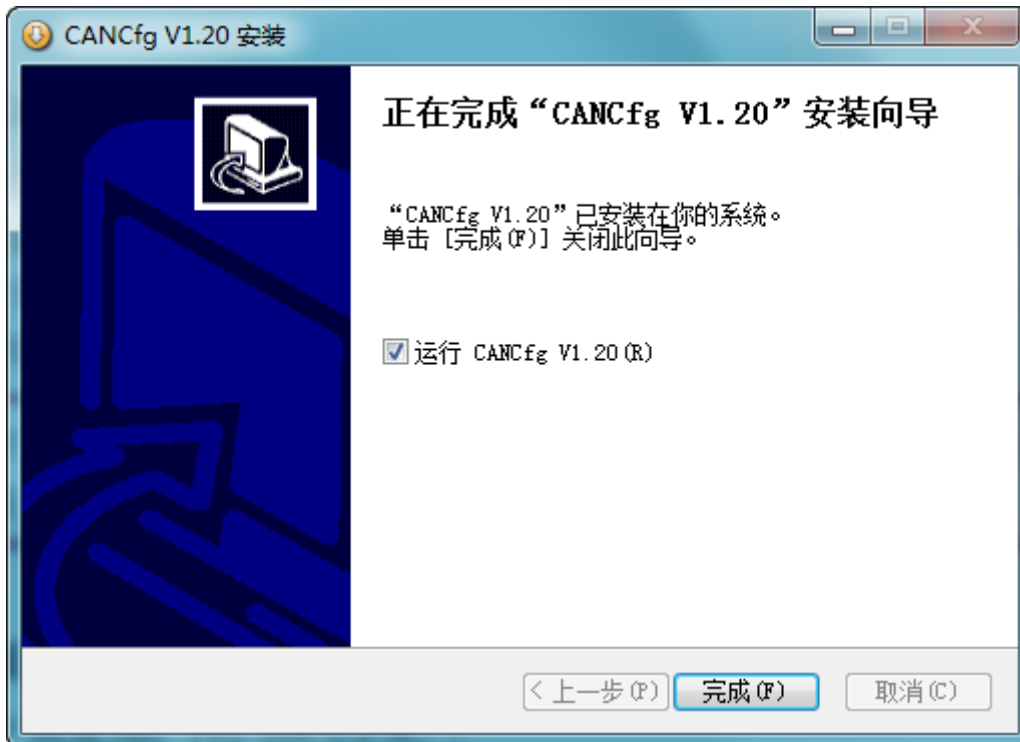 CANCfg V1.20 安装
正在完成“CANCfg V1.20”安装向导
“CANCfg V1.20”已安装在你的系统。
单击 [完成(F)] 关闭此向导。
运行 CANCfg V1.20(R)
< 上一步(P) 完成(F) 取消(C)